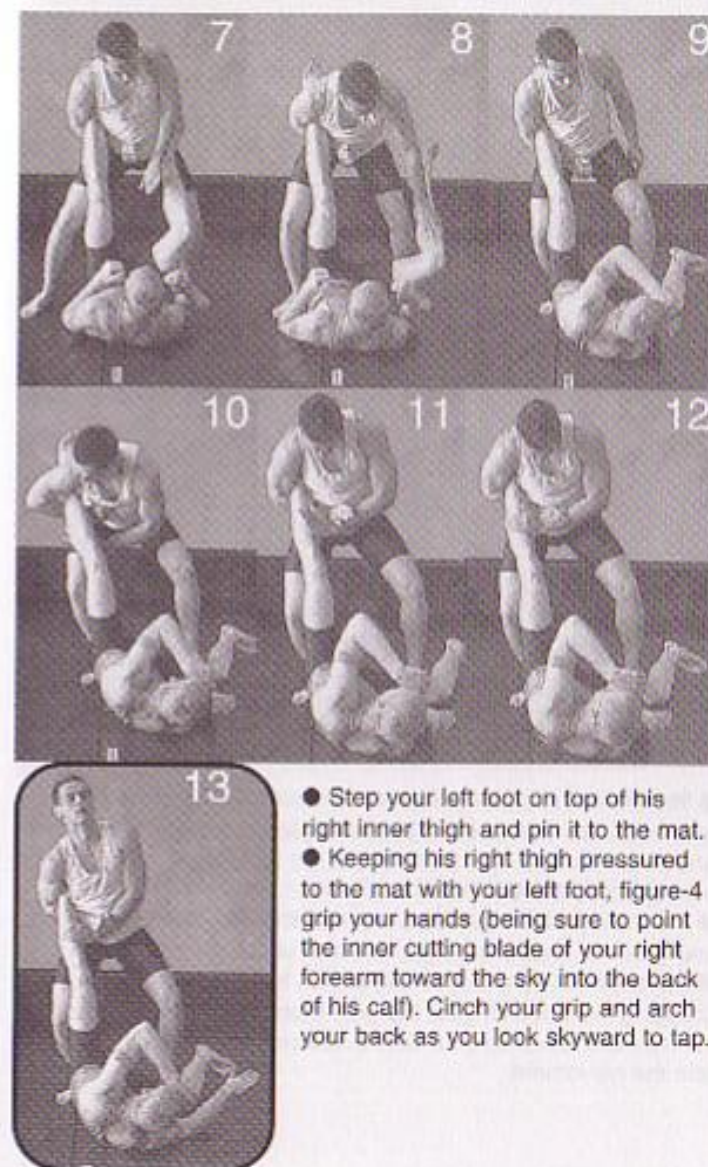 7 8 9
10 11 12
13
● Step your left foot on top of his
right inner thigh and pin it to the mat.
● Keeping his right thigh pressured
to the mat with your left foot, figure-4
grip your hands (being sure to point
the inner cutting blade of your right
forearm toward the sky into the back
of his calf). Cinch your grip and arch
your back as you look skyward to tap.